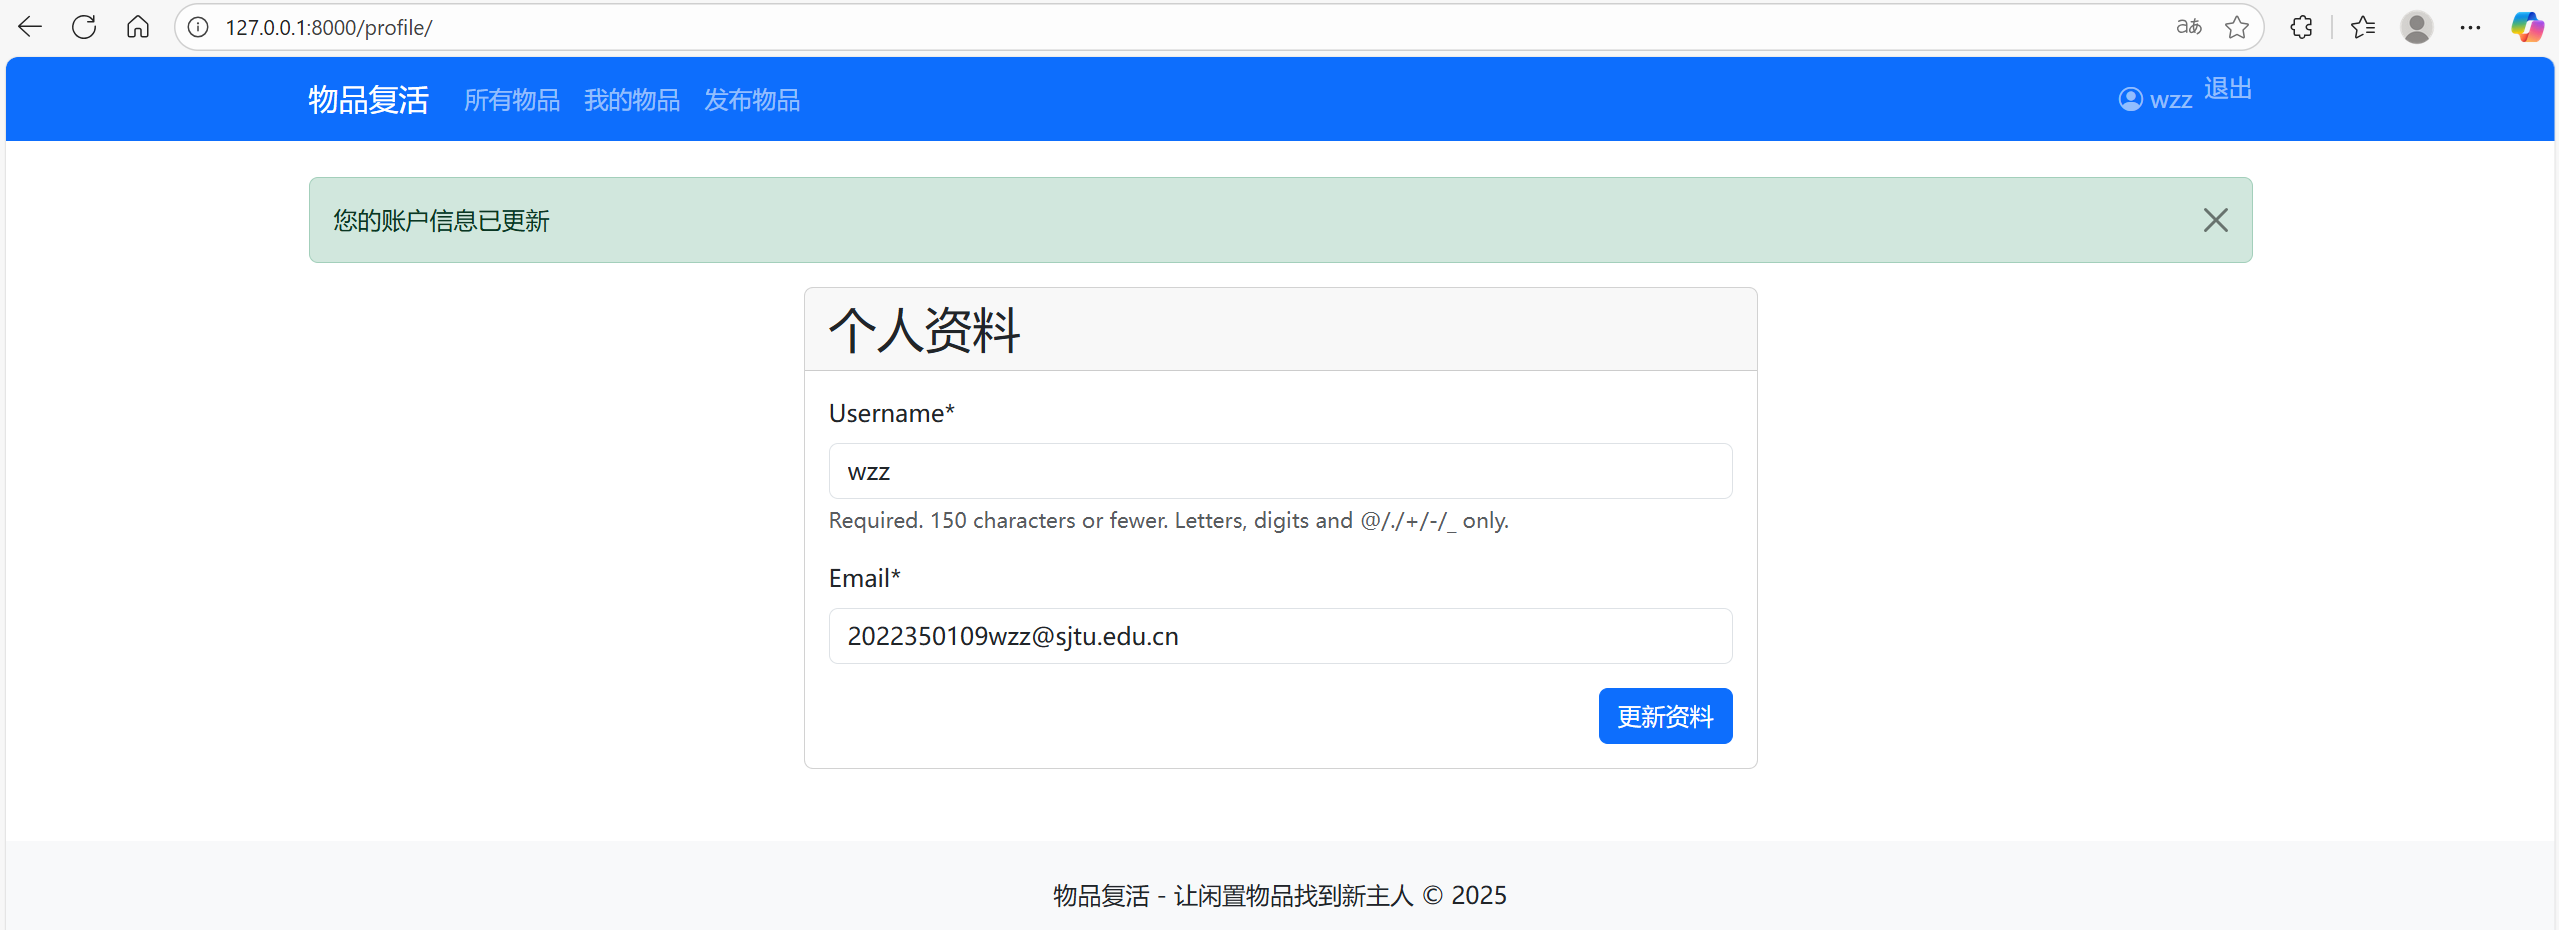 127.0.0.1:8000/profile/
aあ
物品复活 所有物品 我的物品 发布物品 wzz 退出
您的账户信息已更新
个人资料
Username*
wzz
Required. 150 characters or fewer. Letters, digits and @/./+/-/_ only.
Email*
2022350109wzz@sjtu.edu.cn
更新资料
物品复活 - 让闲置物品找到新主人 © 2025